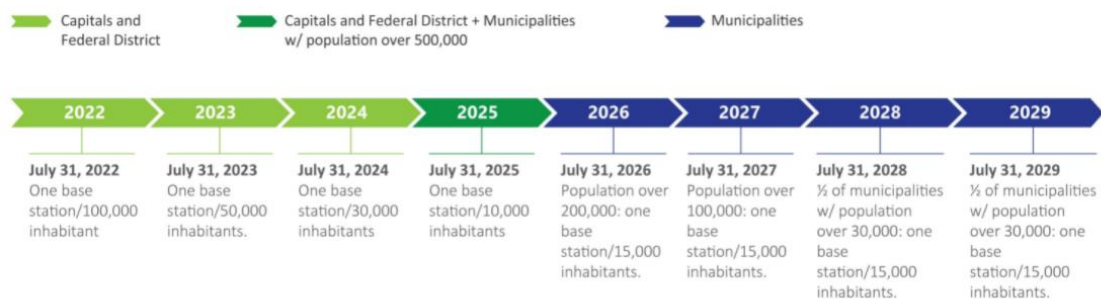 Capitals and
Federal District
Capitals and Federal District + Municipalities
w/ population over 500,000
Municipalities
2022
2023
2024
2025
2026
2027
2028
2029
July 31, 2022
One base
station/100,000
inhabitant
July 31, 2023
One base
station/50,000
inhabitants.
July 31, 2024
One base
station/30,000
inhabitants
July 31, 2025
One base
station/10,000
inhabitants
July 31, 2026
Population over
200,000: one
base
station/15,000
inhabitants.
July 31, 2027
Population over
100,000: one
base
station/15,000
inhabitants.
July 31, 2028
½ of municipalities
w/ population
over 30,000: one
base
station/15,000
inhabitants.
July 31, 2029
½ of municipalities
w/ population
over 30,000: one
base
station/15,000
inhabitants.